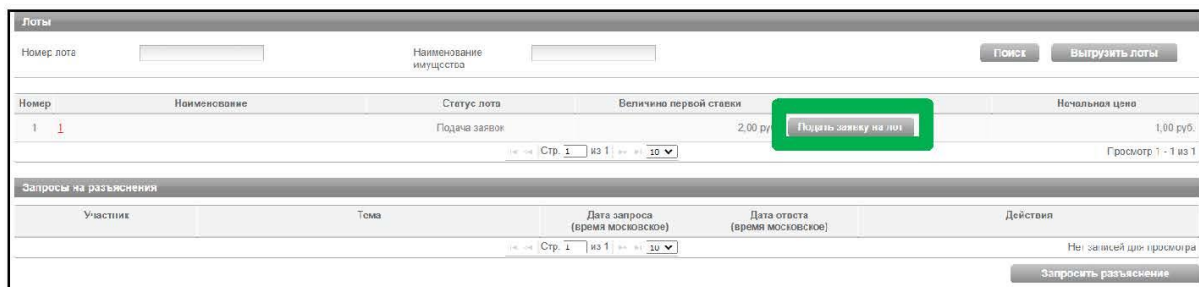 Лоты
Номер лота Наименование имущества Поиск Выгрузить лоты
Номер Наименование Статус лота Величина первой ставки Начальная цена
1 1 Подача заявок 2,00 ру Подать заявку на лот 1,00 руб.
Стр. 1 из 1 10 Просмотр 1 - 1 из 1
Запросы на разъяснения
Участник Тема Дата запроса (время московское) Дата ответа (время московское) Действия
Стр. 1 из 1 10 Нет записей для просмотра
Запросить разъяснение